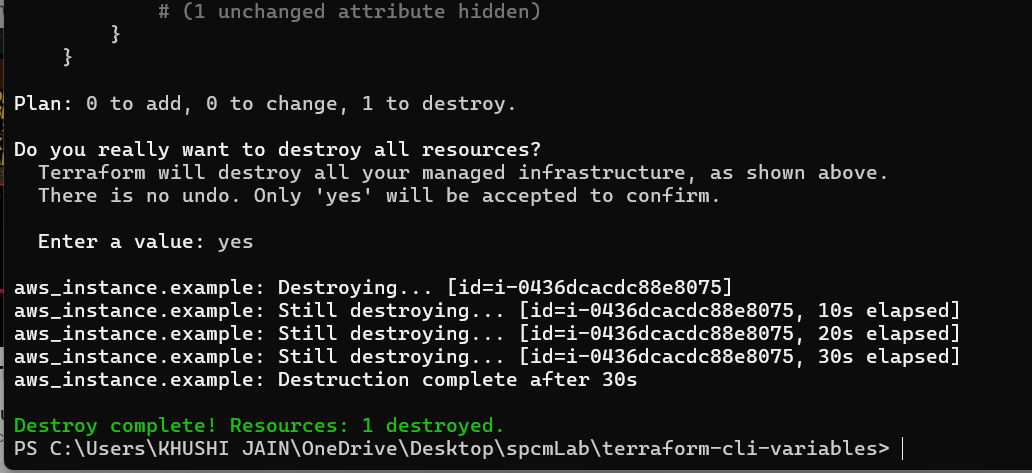 # (1 unchanged attribute hidden)
}
}
Plan: 0 to add, 0 to change, 1 to destroy.
Do you really want to destroy all resources?
Terraform will destroy all your managed infrastructure, as shown above.
There is no undo. Only 'yes' will be accepted to confirm.
Enter a value: yes
aws_instance.example: Destroying... [id=i-0436dcacdc88e8075]
aws_instance.example: Still destroying... [id=i-0436dcacdc88e8075, 10s elapsed]
aws_instance.example: Still destroying... [id=i-0436dcacdc88e8075, 20s elapsed]
aws_instance.example: Still destroying... [id=i-0436dcacdc88e8075, 30s elapsed]
aws_instance.example: Destruction complete after 30s
Destroy complete! Resources: 1 destroyed.
PS C:\Users\KHUSHI JAIN\OneDrive\Desktop\spcmLab\terraform-cli-variables>